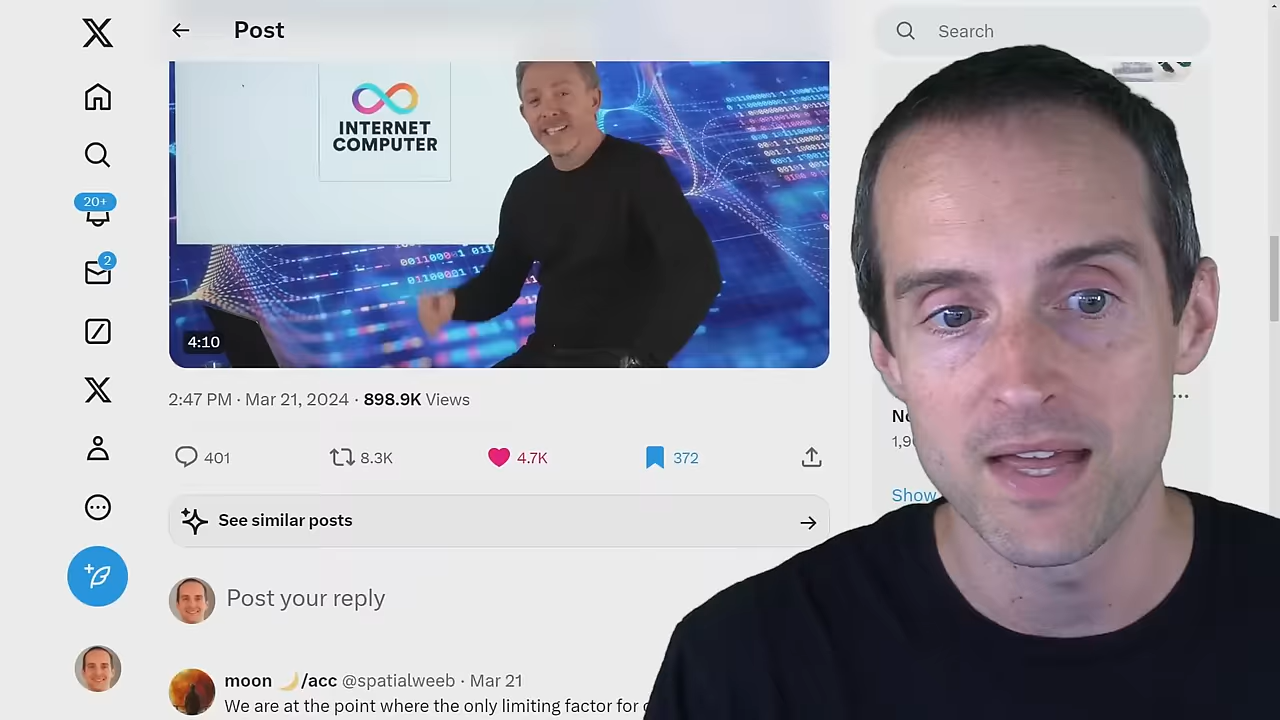 Post
Search
INTERNET
COMPUTER
20+
2
4:10
2:47 PM · Mar 21, 2024 · 898.9K Views
401
8.3K
4.7K
372
Show
See similar posts
Post your reply
moon 🌙/acc @spatialweeb · Mar 21
We are at the point where the only limiting factor for